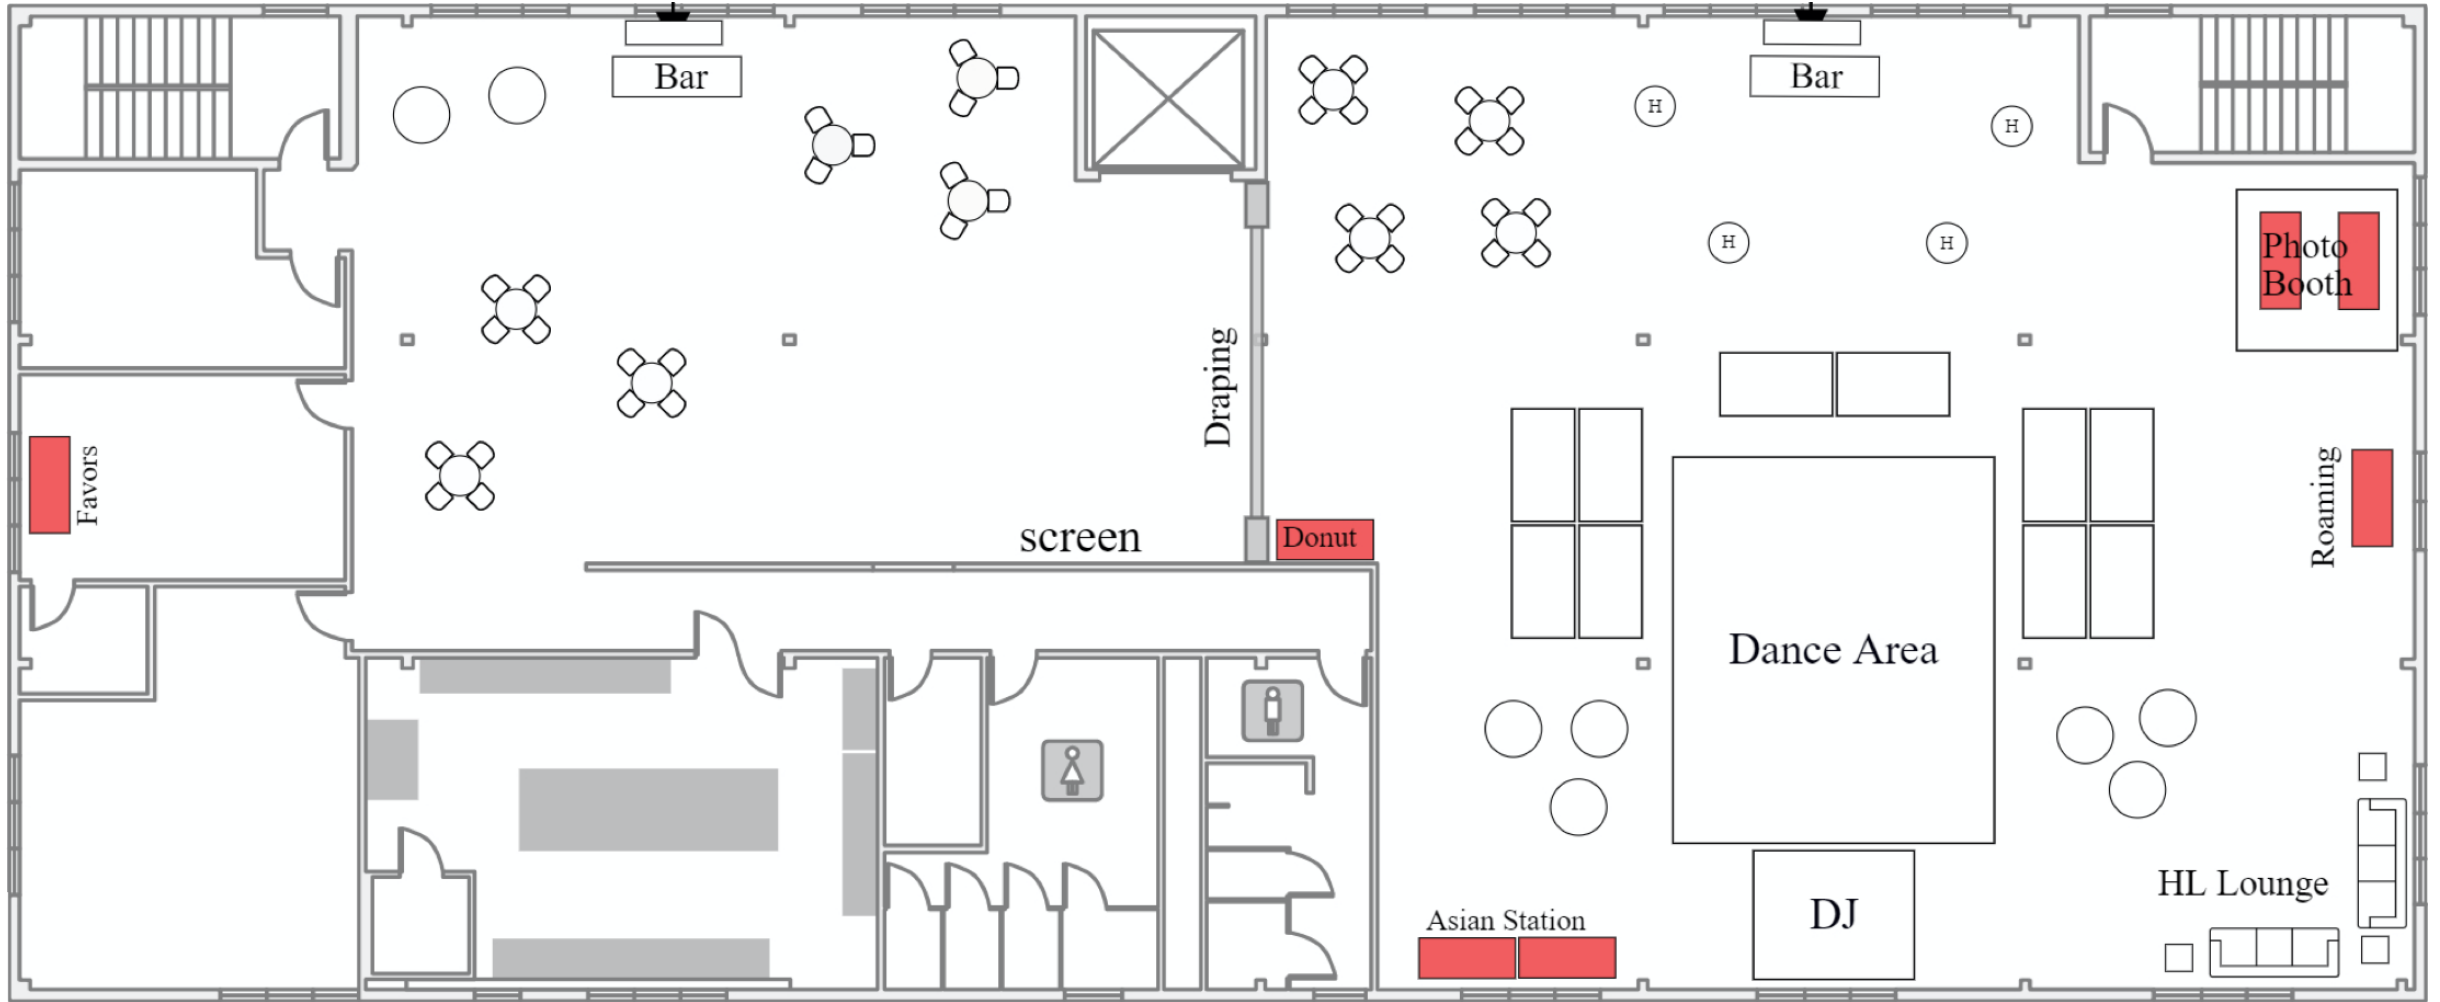 Bar
Bar
H
H
H
H
Photo
Booth
Draping
Favors
Roaming
screen
Donut
Dance Area
HL Lounge
Asian Station
DJ